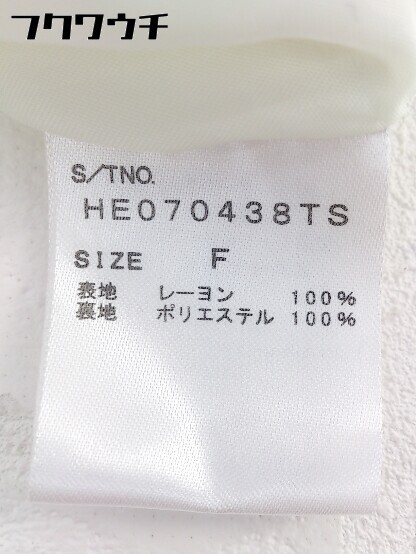 フクワウチ
S/TNO.
HE070438TS
SIZE F
表地 レーヨン 100%
裏地 ポリエステル 100%